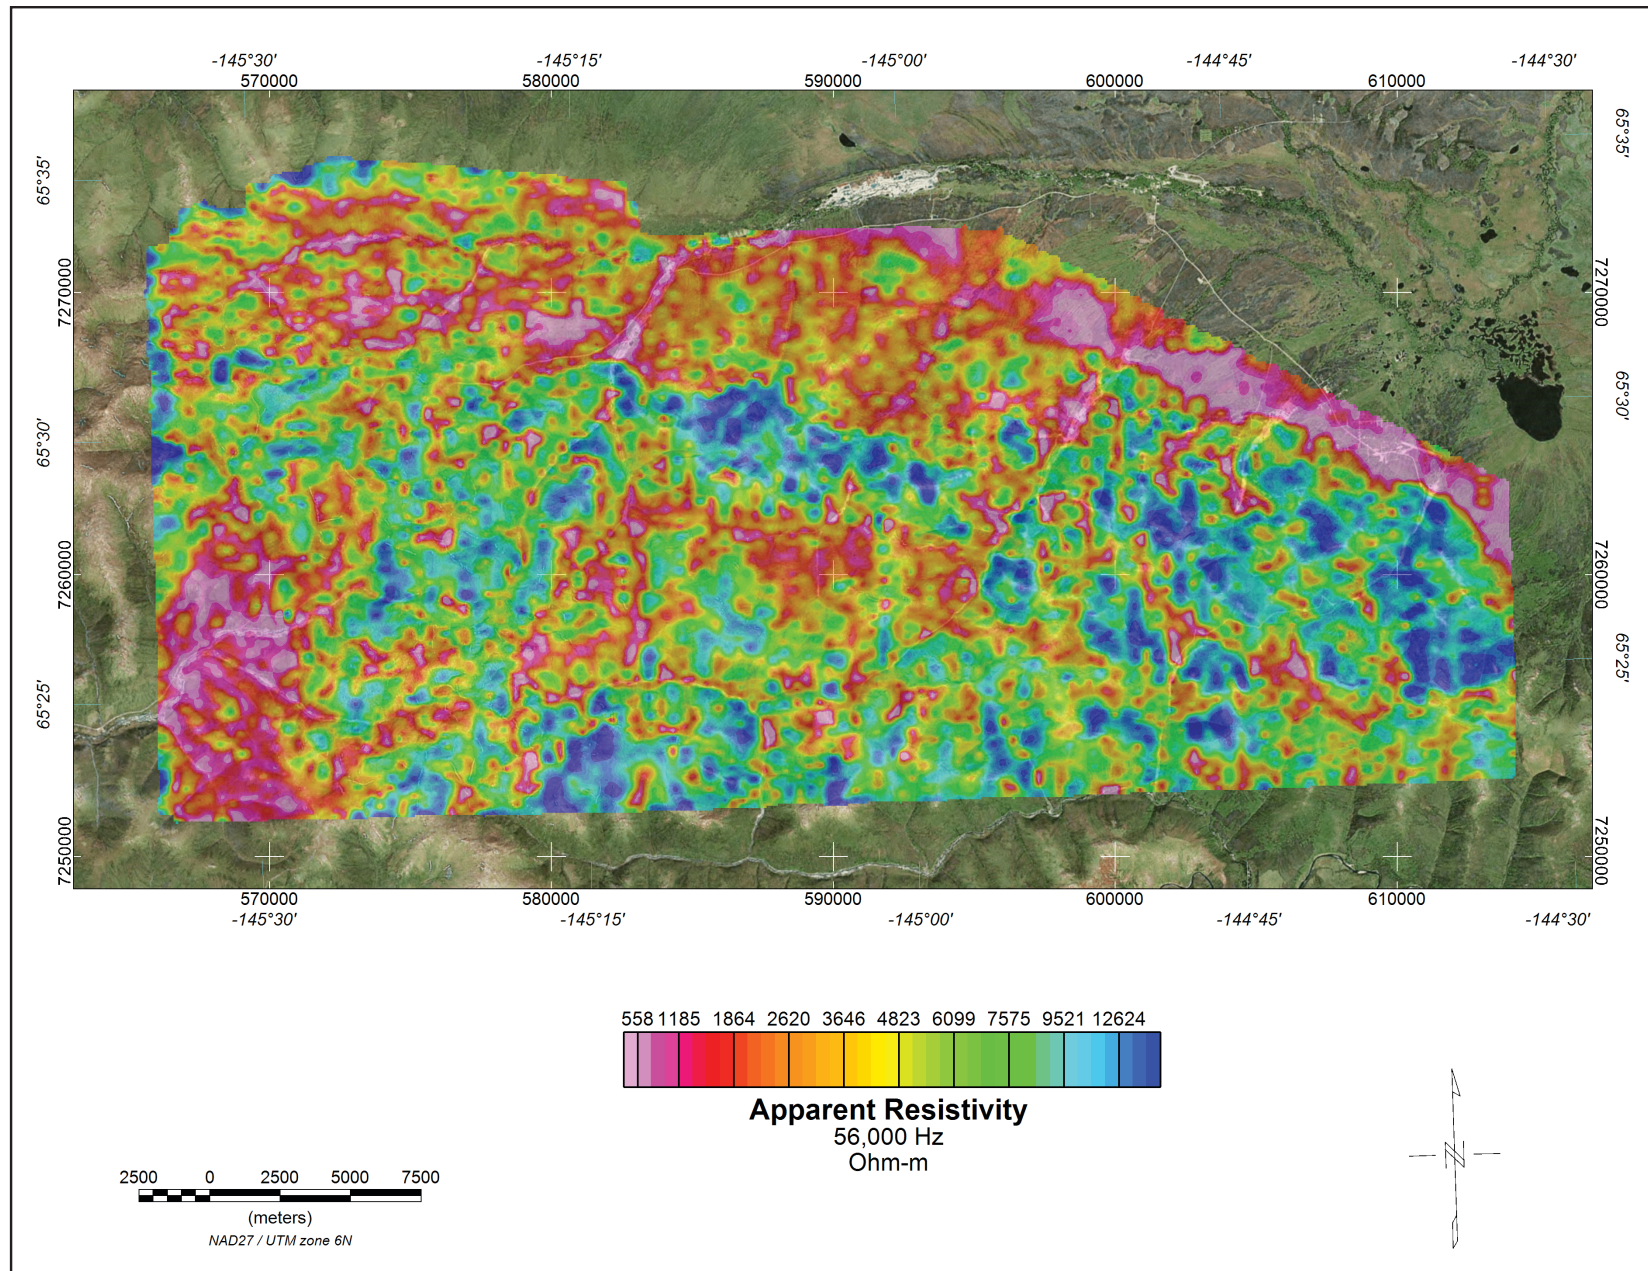 -145°30' -145°15' -145°00' -144°45' -144°30'
570000 580000 590000 600000 610000
65°35' 65°35'
7270000 7270000
65°30' 65°30'
7260000 7260000
65°25' 65°25'
7250000 7250000
570000 580000 590000 600000 610000
-145°30' -145°15' -145°00' -144°45' -144°30'
558 1185 1864 2620 3646 4823 6099 7575 9521 12624
Apparent Resistivity
56,000 Hz
Ohm-m
2500 0 2500 5000 7500
(meters)
NAD27 / UTM zone 6N
N